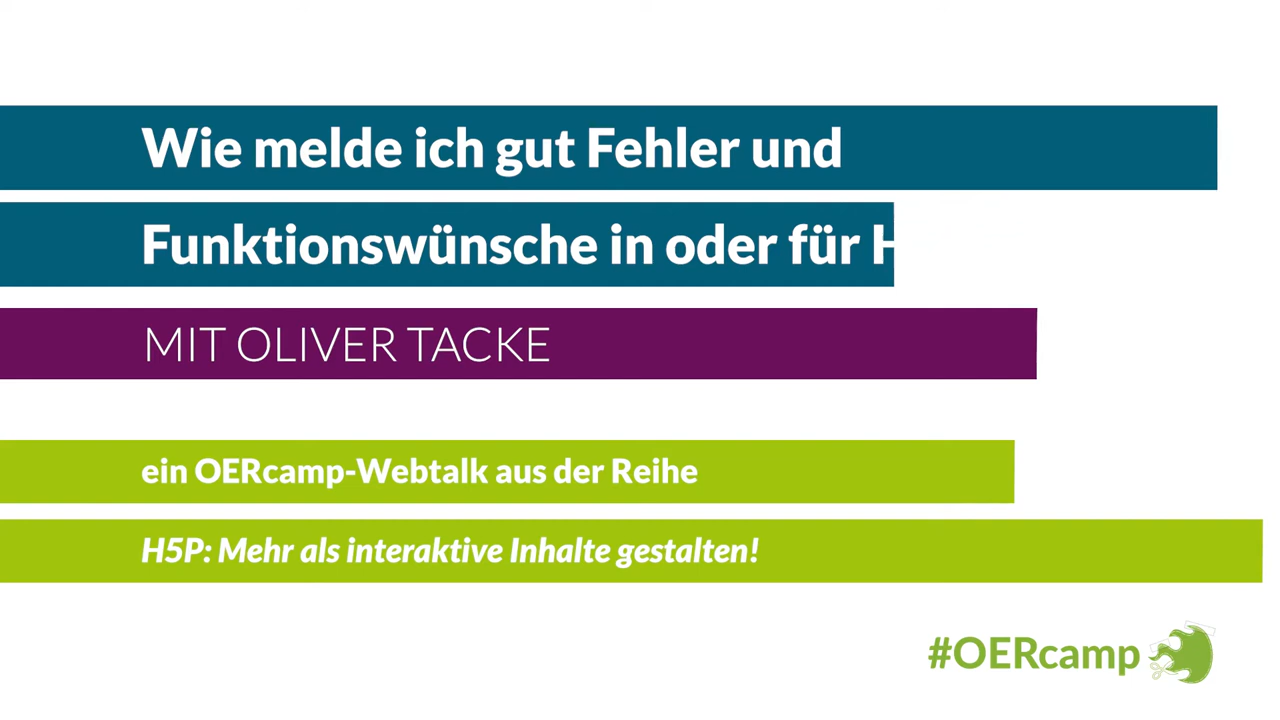 Wie melde ich gut Fehler und
Funktionswünsche in oder für H
MIT OLIVER TACKE
ein OERcamp-Webtalk aus der Reihe
H5P: Mehr als interaktive Inhalte gestalten!
#OERcamp